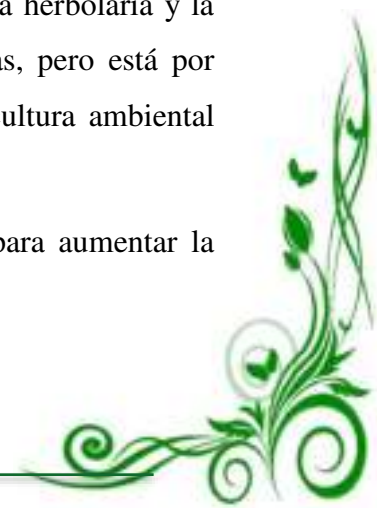 a herbolaria y la
as, pero está por
ultura ambiental
para aumentar la